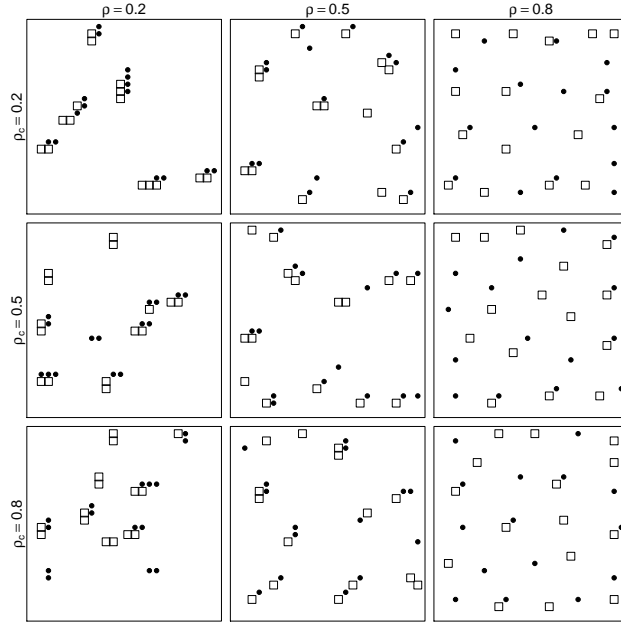 ρ = 0.2 ρ = 0.5 ρ = 0.8
ρc = 0.2
ρc = 0.5
ρc = 0.8